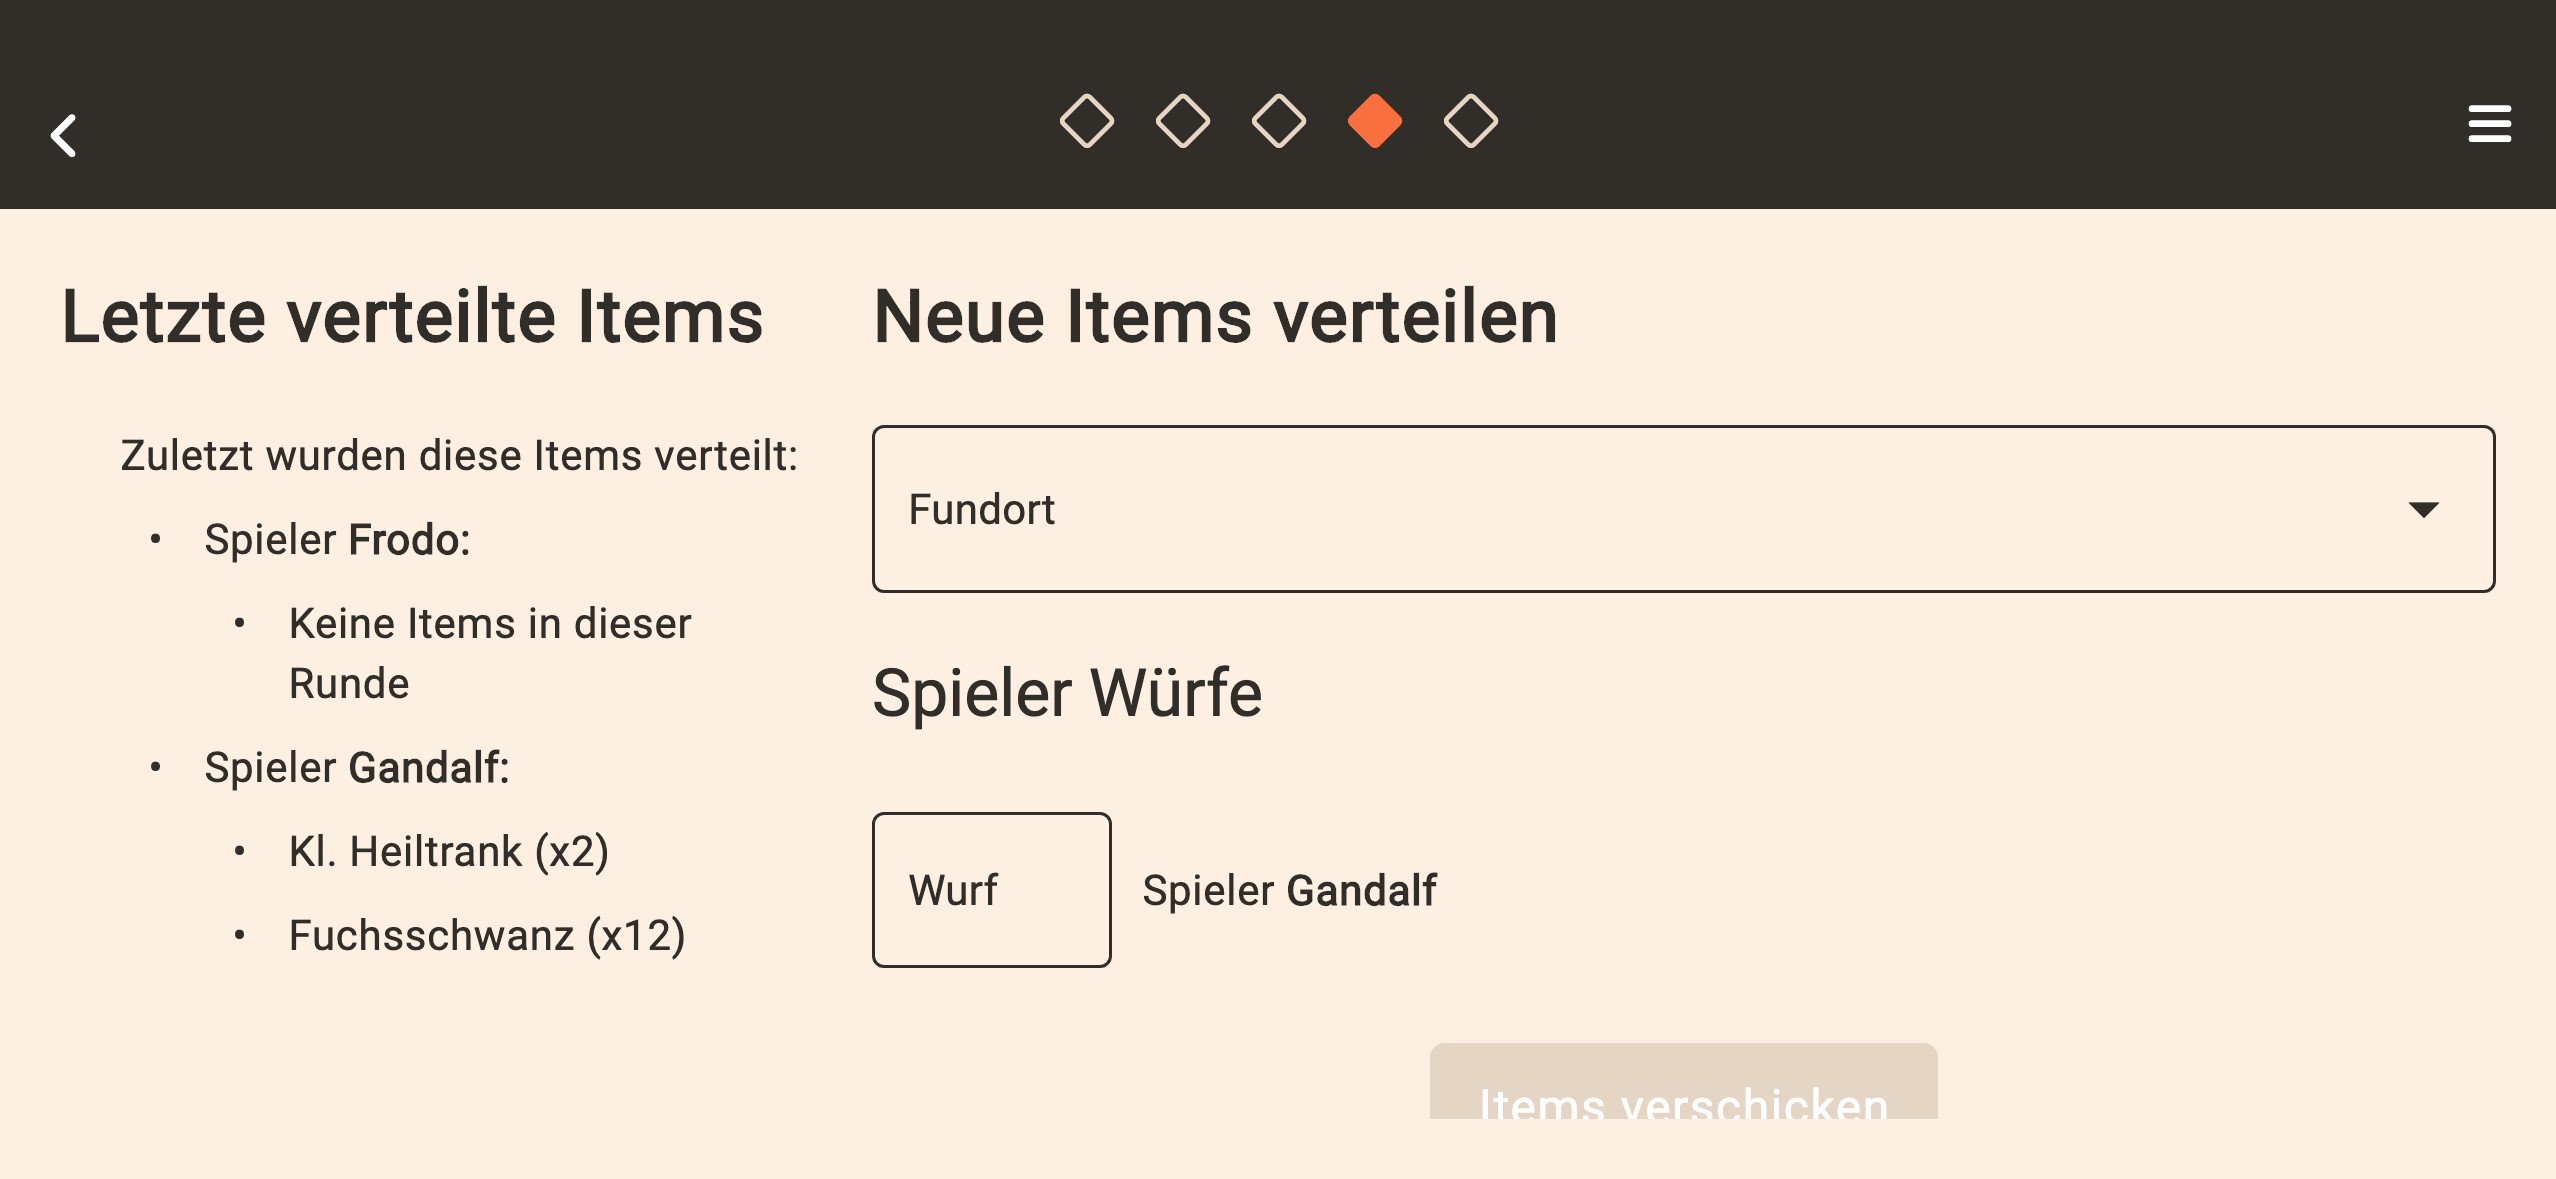 Letzte verteilte Items
Zuletzt wurden diese Items verteilt:
• Spieler Frodo:
• Keine Items in dieser
Runde
• Spieler Gandalf:
• Kl. Heiltrank (x2)
• Fuchsschwanz (x12)
Neue Items verteilen
Fundort
Spieler Würfe
Wurf
Spieler Gandalf
Items verschicken